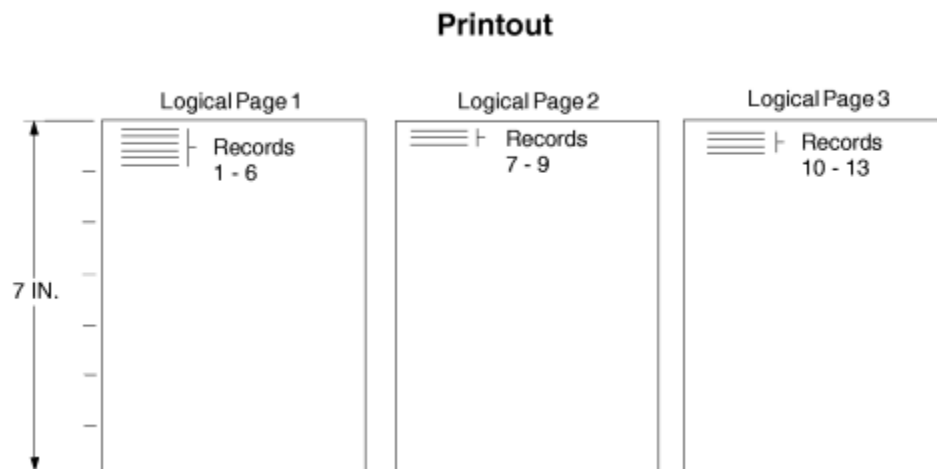 Printout
Logical Page 1
Logical Page 2
Logical Page 3
Records
1 - 6
Records
7 - 9
Records
10 - 13
7 IN.